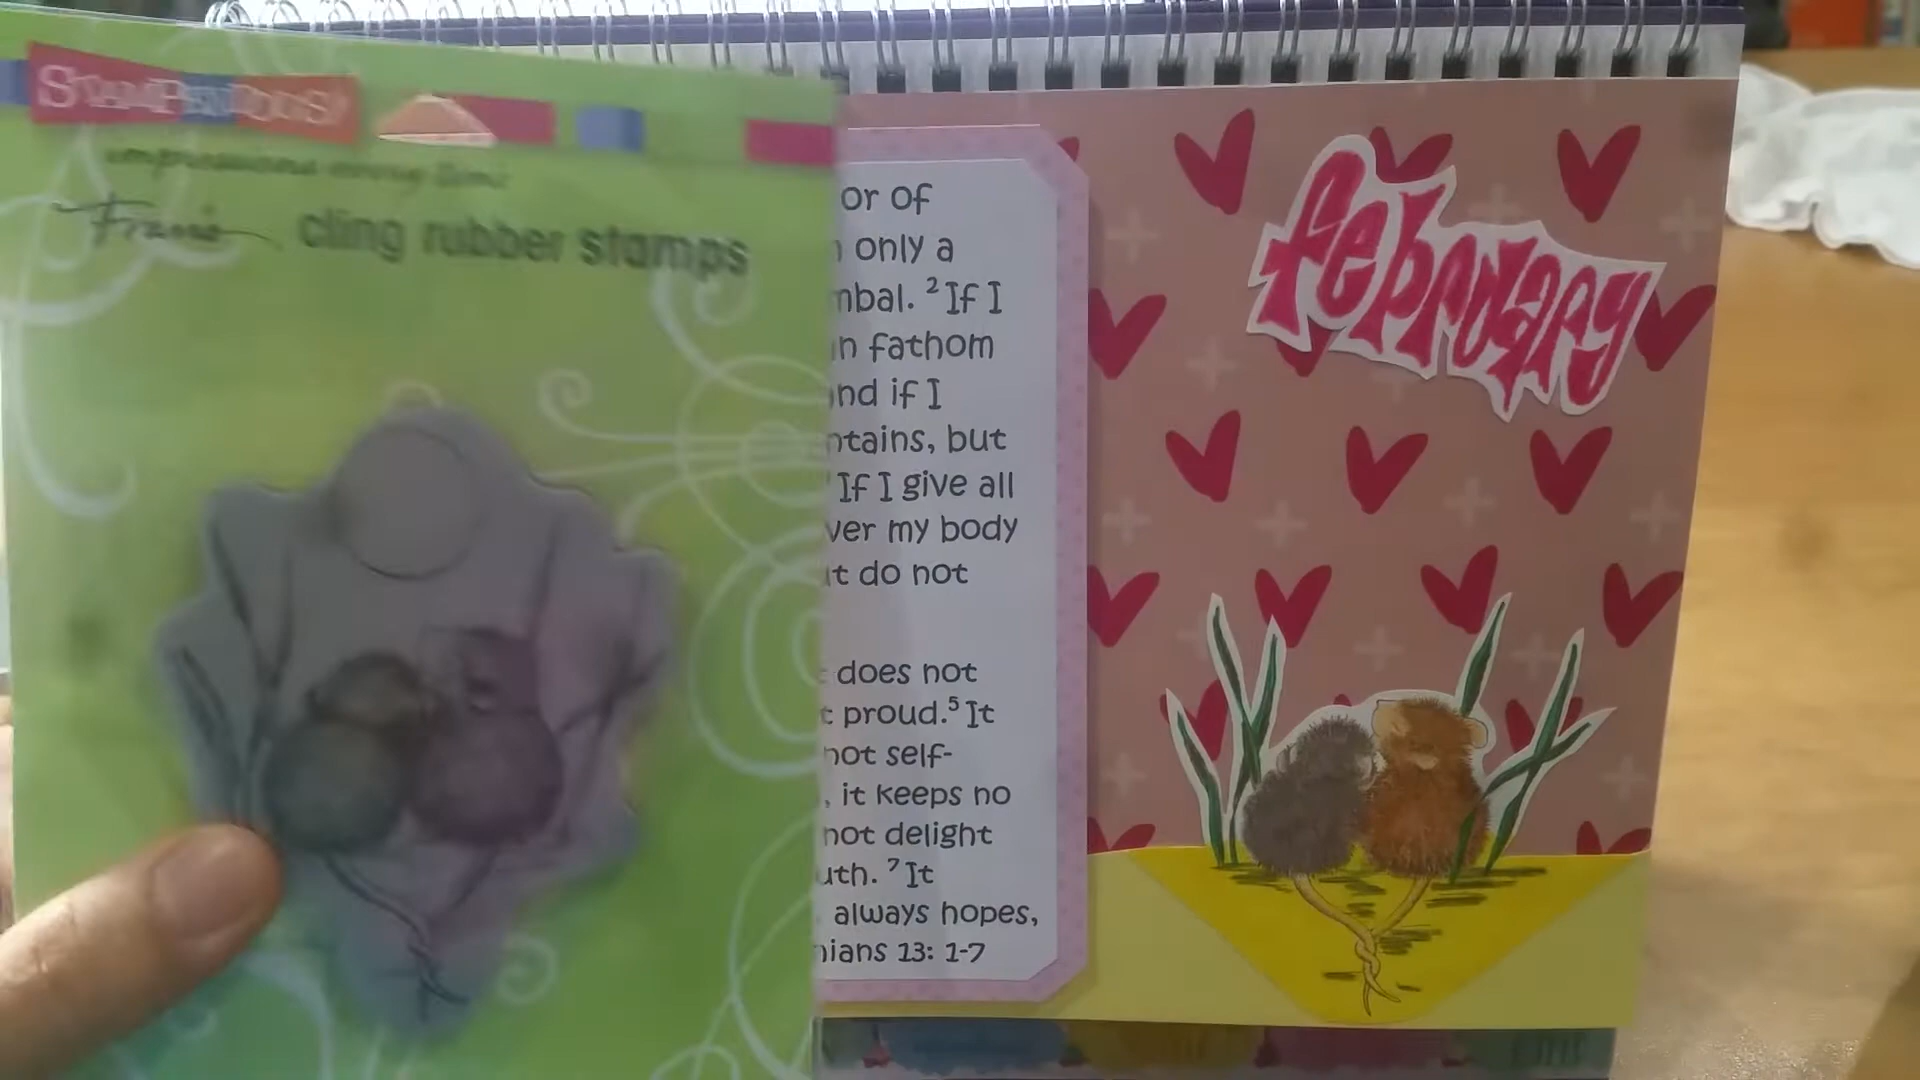 STAMPENDOUS!
Fran's cling rubber stamps
or of
only a
mbal. ² If I
n fathom
nd if I
ntains, but
If I give all
ver my body
t do not
does not
proud.⁵ It
not self-
, it keeps no
not delight
uth. ⁷ It
always hopes,
nians 13: 1-7
february